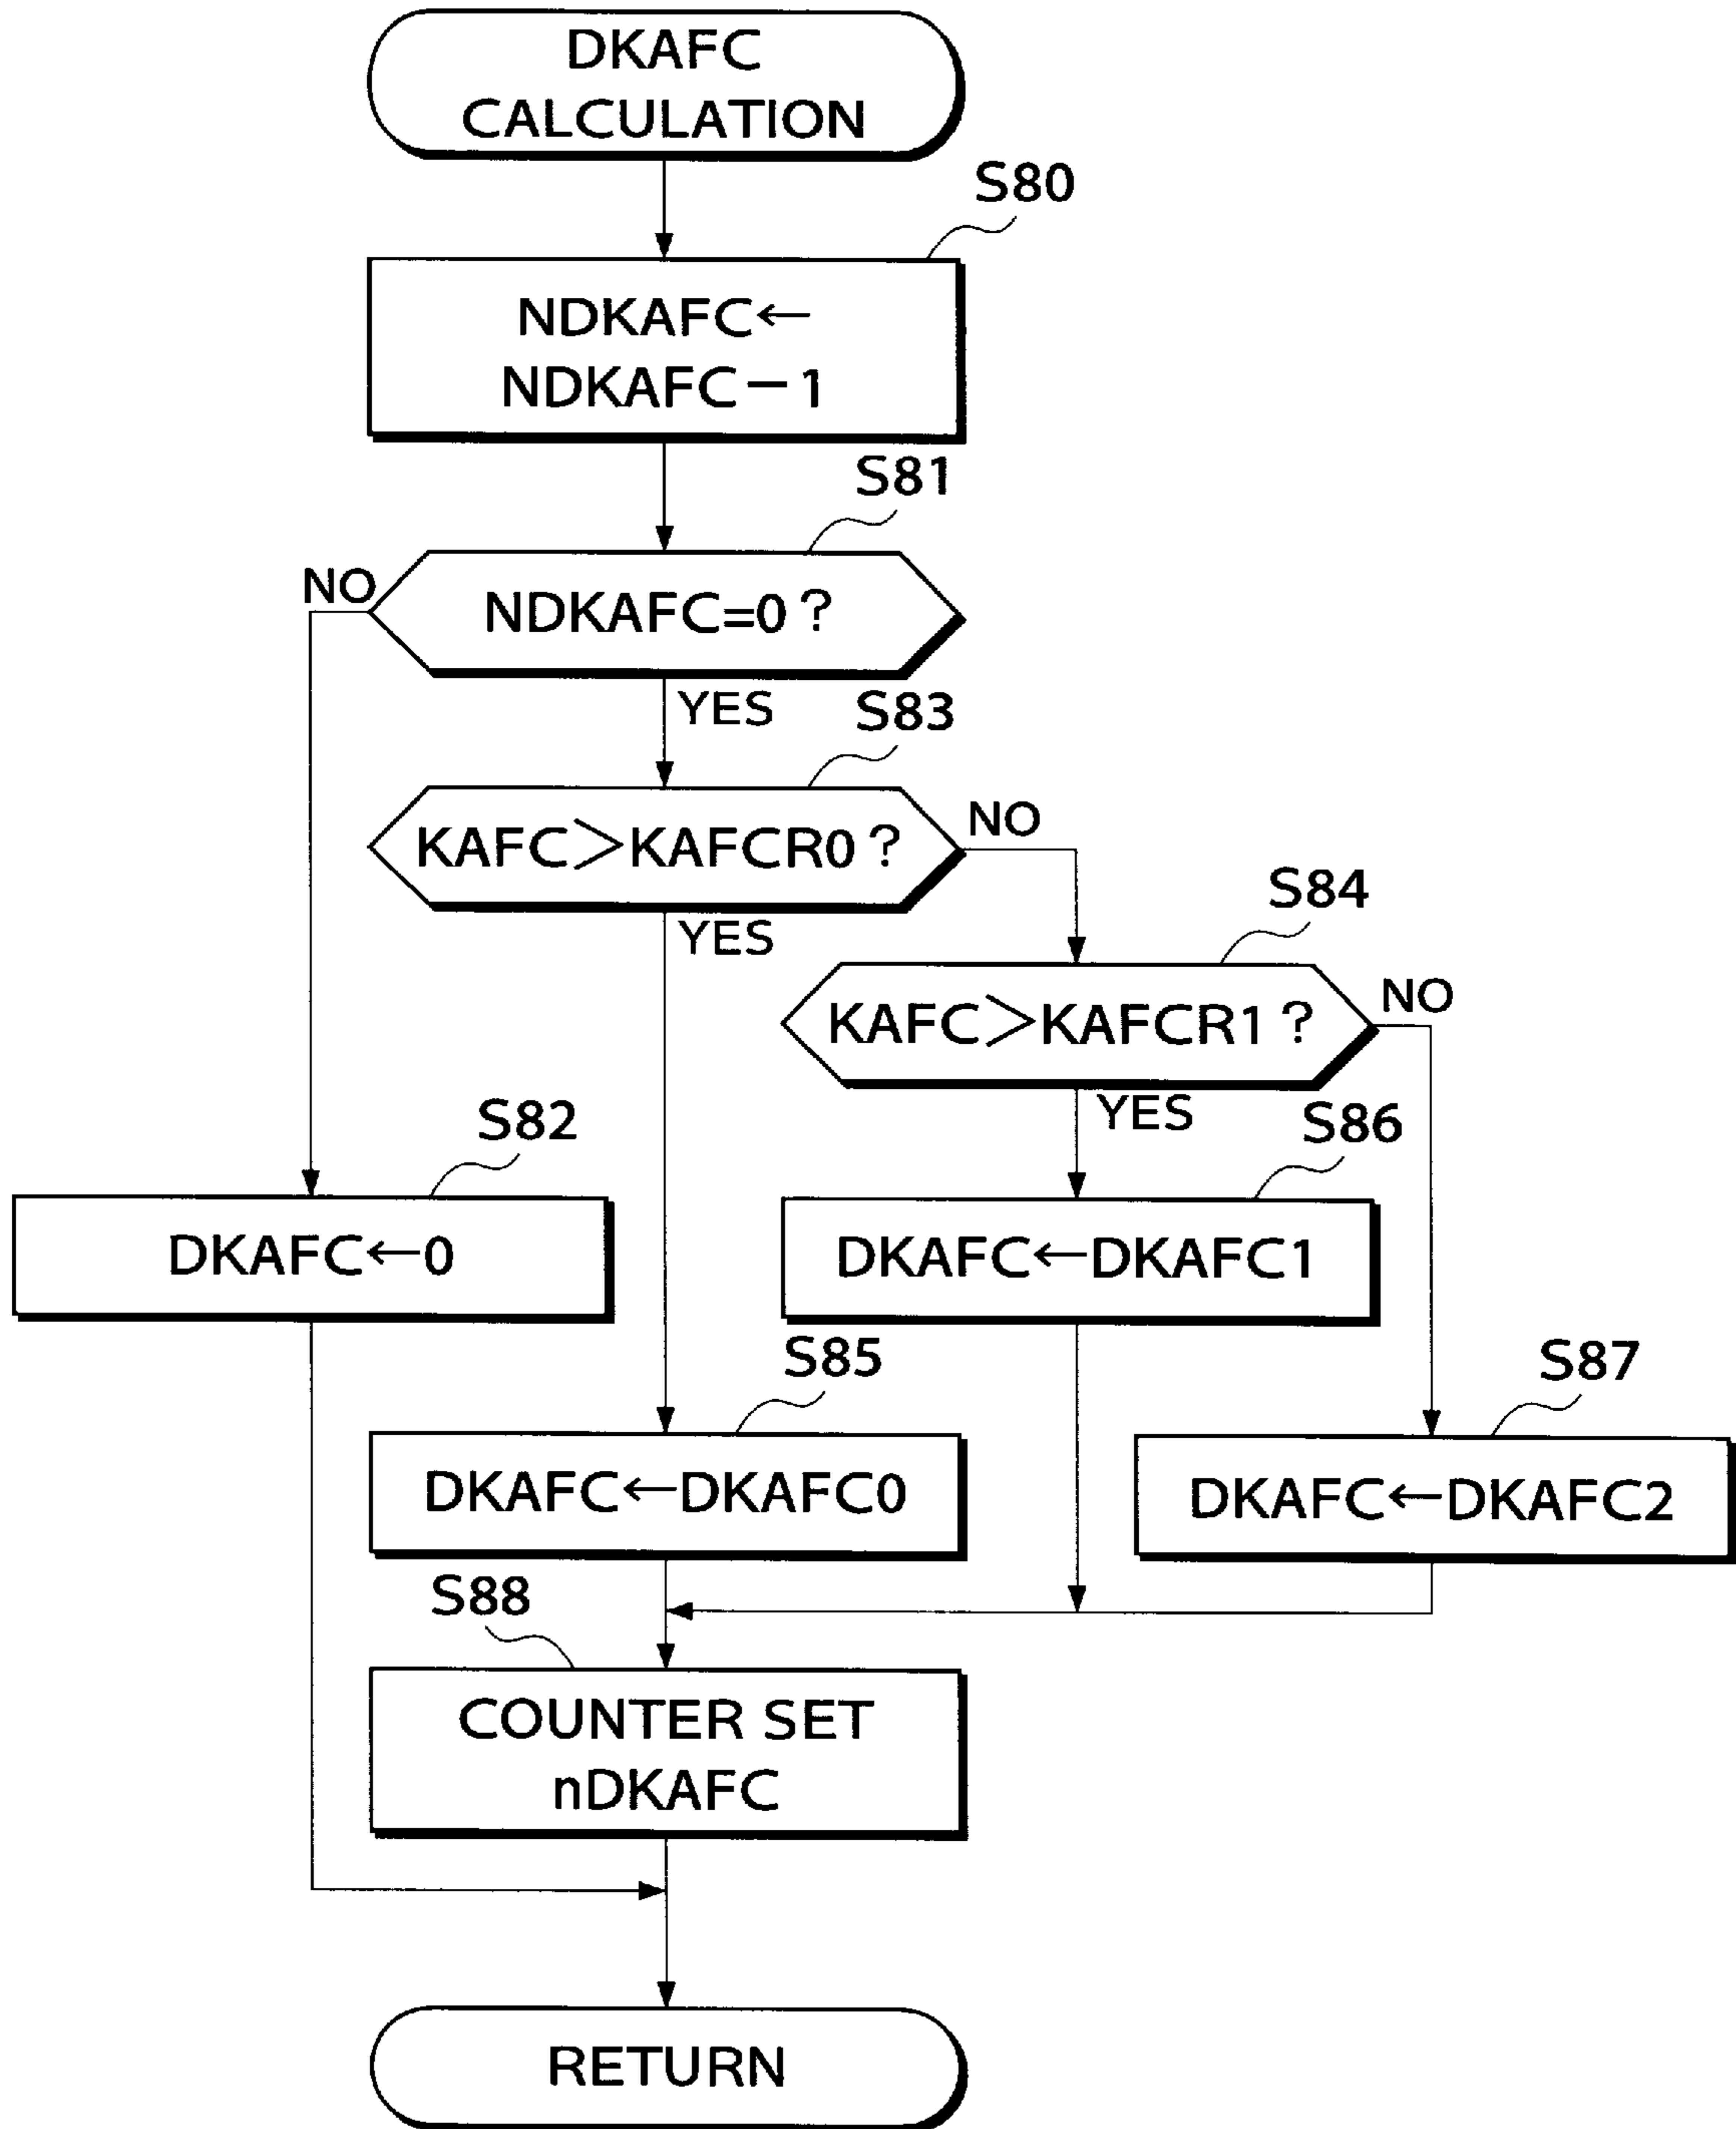 DKAFC
CALCULATION
S80
NDKAFC←
NDKAFC−1
S81
NO
NDKAFC=0?
YES
S83
KAFC>KAFCR0?
NO
YES
S84
KAFC>KAFCR1?
NO
YES
S82
S86
DKAFC←0
DKAFC←DKAFC1
S85
S87
DKAFC←DKAFC0
DKAFC←DKAFC2
S88
COUNTER SET
nDKAFC
RETURN